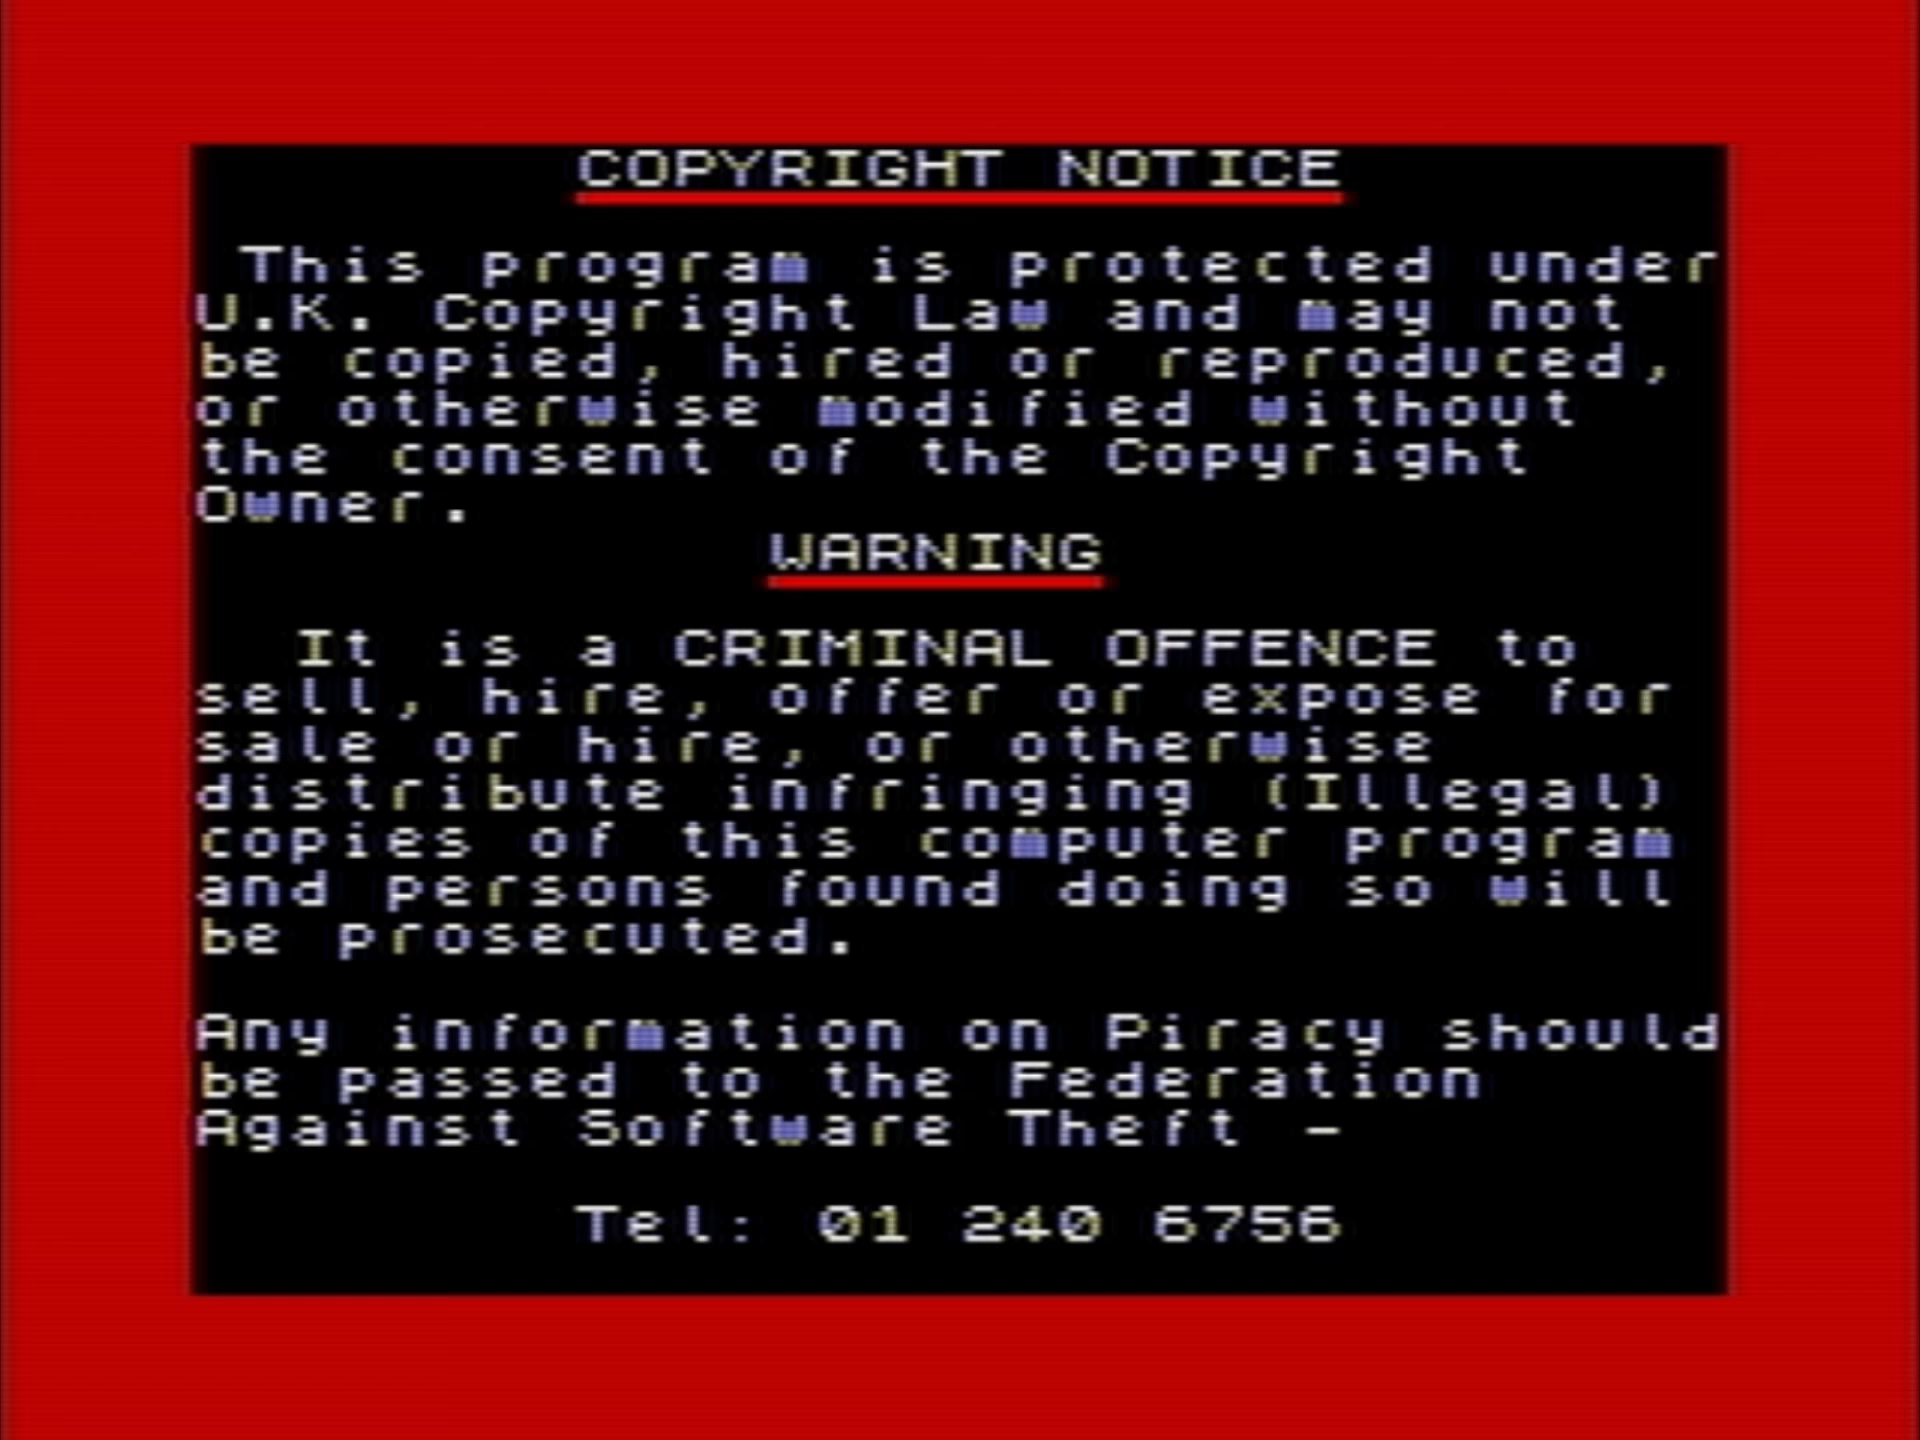 COPYRIGHT NOTICE
This program is protected under
U.K. Copyright Law and may not
be copied, hired or reproduced,
or otherwise modified without
the consent of the Copyright
Owner.
WARNING
It is a CRIMINAL OFFENCE to
sell, hire, offer or expose for
sale or hire, or otherwise
distribute infringing (Illegal)
copies of this computer program
and persons found doing so will
be prosecuted.
Any information on Piracy should
be passed to the Federation
Against Software Theft -
Tel: 01 240 6756